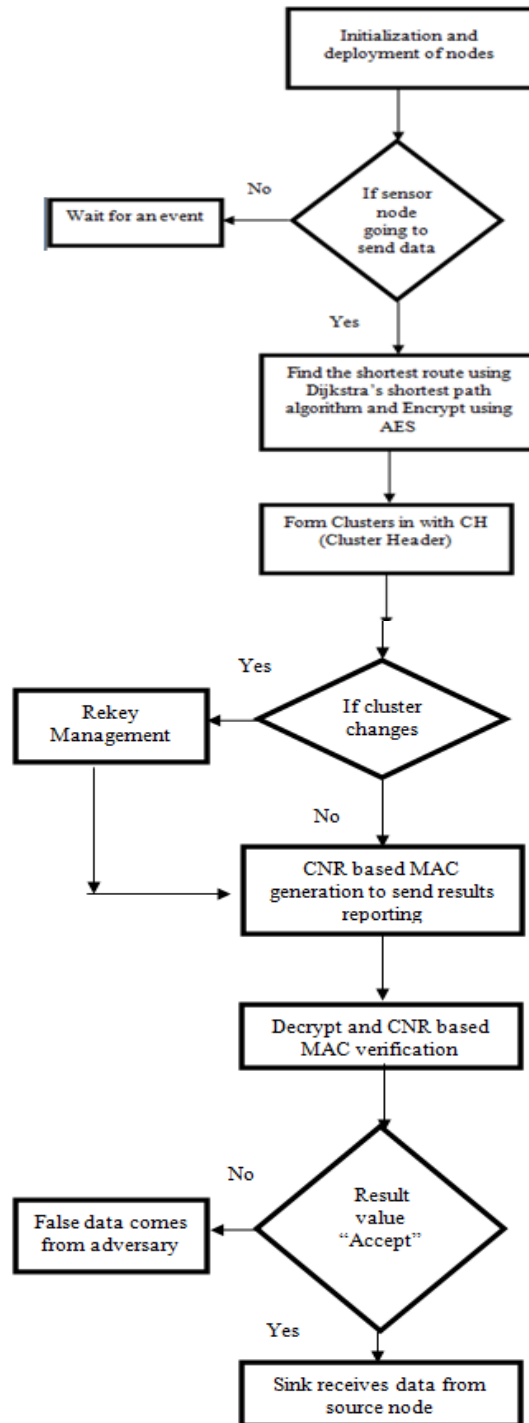 Initialization and
deployment of nodes
No
Wait for an event
If sensor
node
going to
send data
Yes
Find the shortest route using
Dijkstra's shortest path
algorithm and Encrypt using
AES
Form Clusters in with CH
(Cluster Header)
Yes
If cluster
changes
Rekey
Management
No
CNR based MAC
generation to send results
reporting
Decrypt and CNR based
MAC verification
No
Result
value
“Accept”
False data comes
from adversary
Yes
Sink receives data from
source node